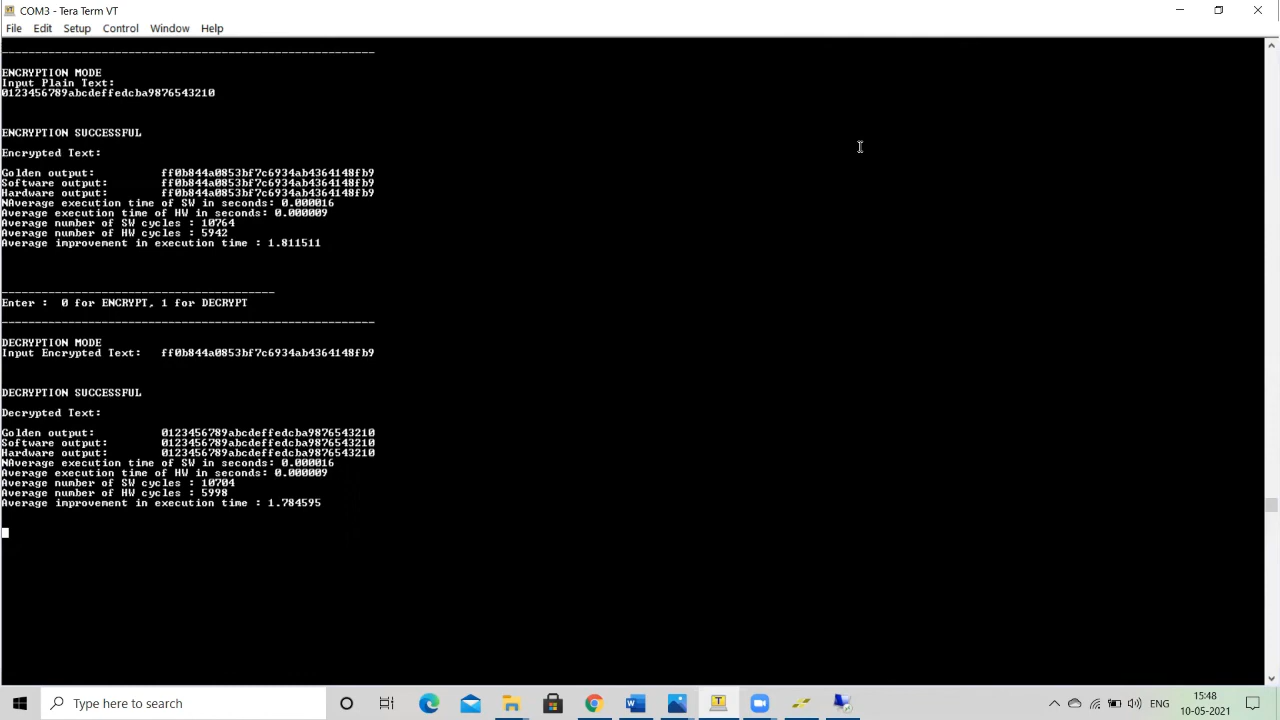 COM3 - Tera Term VT
File Edit Setup Control Window Help
--------------------------------------------------------
ENCRYPTION MODE
Input Plain Text:
0123456789abcdeffedcba9876543210
ENCRYPTION SUCCESSFUL
Encrypted Text:
Golden output: ff0b844a0853bf7c6934ab4364148fb9
Software output: ff0b844a0853bf7c6934ab4364148fb9
Hardware output: ff0b844a0853bf7c6934ab4364148fb9
NAverage execution time of SW in seconds: 0.000016
Average execution time of HW in seconds: 0.000009
Average number of SW cycles : 10764
Average number of HW cycles : 5942
Average improvement in execution time : 1.811511
-----------------------------------------
Enter : 0 for ENCRYPT, 1 for DECRYPT
--------------------------------------------------------
DECRYPTION MODE
Input Encrypted Text: ff0b844a0853bf7c6934ab4364148fb9
DECRYPTION SUCCESSFUL
Decrypted Text:
Golden output: 0123456789abcdeffedcba9876543210
Software output: 0123456789abcdeffedcba9876543210
Hardware output: 0123456789abcdeffedcba9876543210
NAverage execution time of SW in seconds: 0.000016
Average execution time of HW in seconds: 0.000009
Average number of SW cycles : 10704
Average number of HW cycles : 5998
Average improvement in execution time : 1.784595
Type here to search
ENG
15:48
10-05-2021